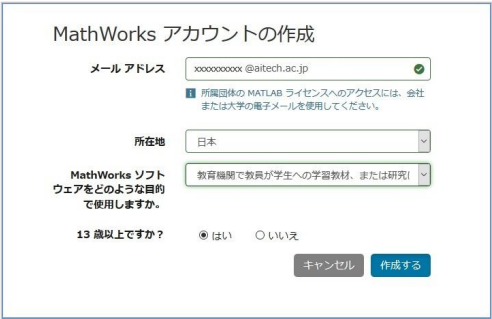 MathWorks アカウントの作成
メール アドレス
xxxxxxxxxx @aitech.ac.jp
所属団体の MATLAB ライセンスへのアクセスには、会社
または大学の電子メールを使用してください。
所在地
日本
MathWorks ソフト
ウェアをどのような目的
で使用しますか。
教育機関で教員が学生への学習教材、または研究に
13 歳以上ですか？
はい
いいえ
キャンセル
作成する